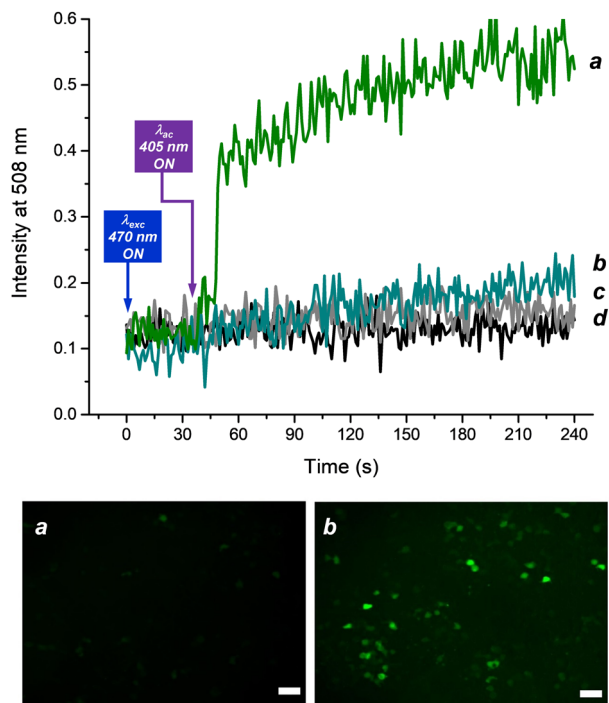 0.6
0.5
0.4
0.3
0.2
0.1
0.0
Intensity at 508 nm
λac
405 nm
ON
λexc
470 nm
ON
a
b
c
d
0 30 60 90 120 150 180 210 240
Time (s)
a
b